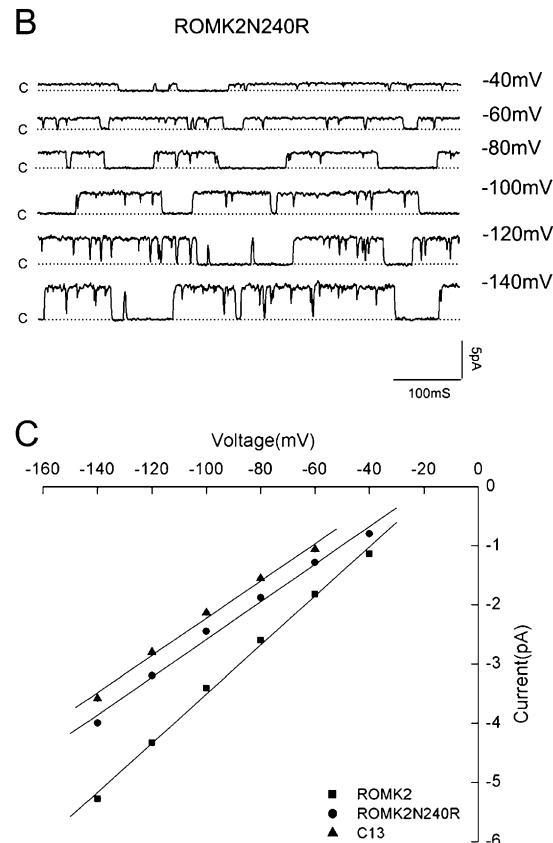 B
ROMK2N240R
C -40mV
C -60mV
C -80mV
C -100mV
C -120mV
C -140mV
5pA
100mS
C
Voltage(mV)
-160 -140 -120 -100 -80 -60 -40 -20 0
0
-1
-2
-3
-4
-5
-6
Current(pA)
ROMK2
ROMK2N240R
C13